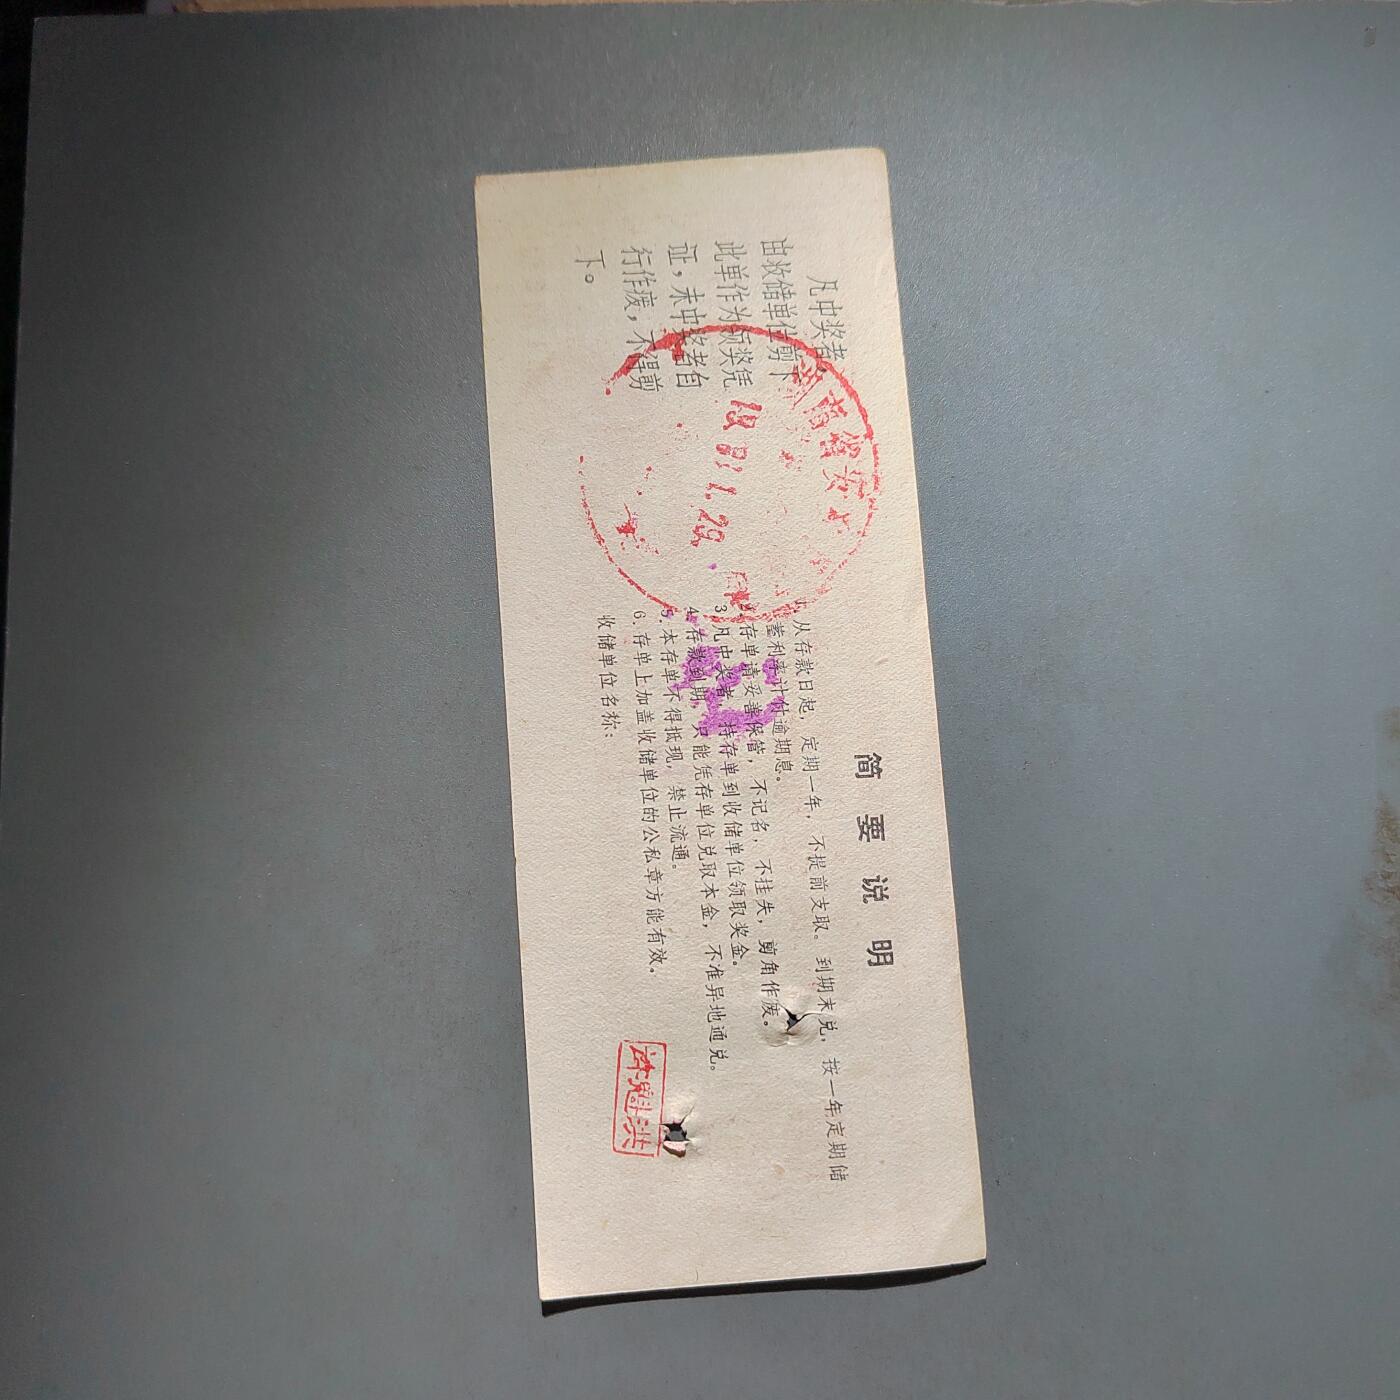 凡中奖者，
由收储单位剪下
此单作为领奖凭
证，未中奖者自
行作废，不得剪
下。
简要说明
1.从存款日起，定期一年，不提前支取。到期未兑，按一年定期储
蓄利率计付逾期息。
2.存单请妥善保管，不记名，不挂失，剪角作废。
3.凡中奖者，持存单到收储单位领取奖金。
4.存款到期，只能凭存单位兑取本金，不准异地通兑。
5.本存单不得抵现，禁止流通。
6.存单上加盖收储单位的公私章方能有效。
收储单位名称：